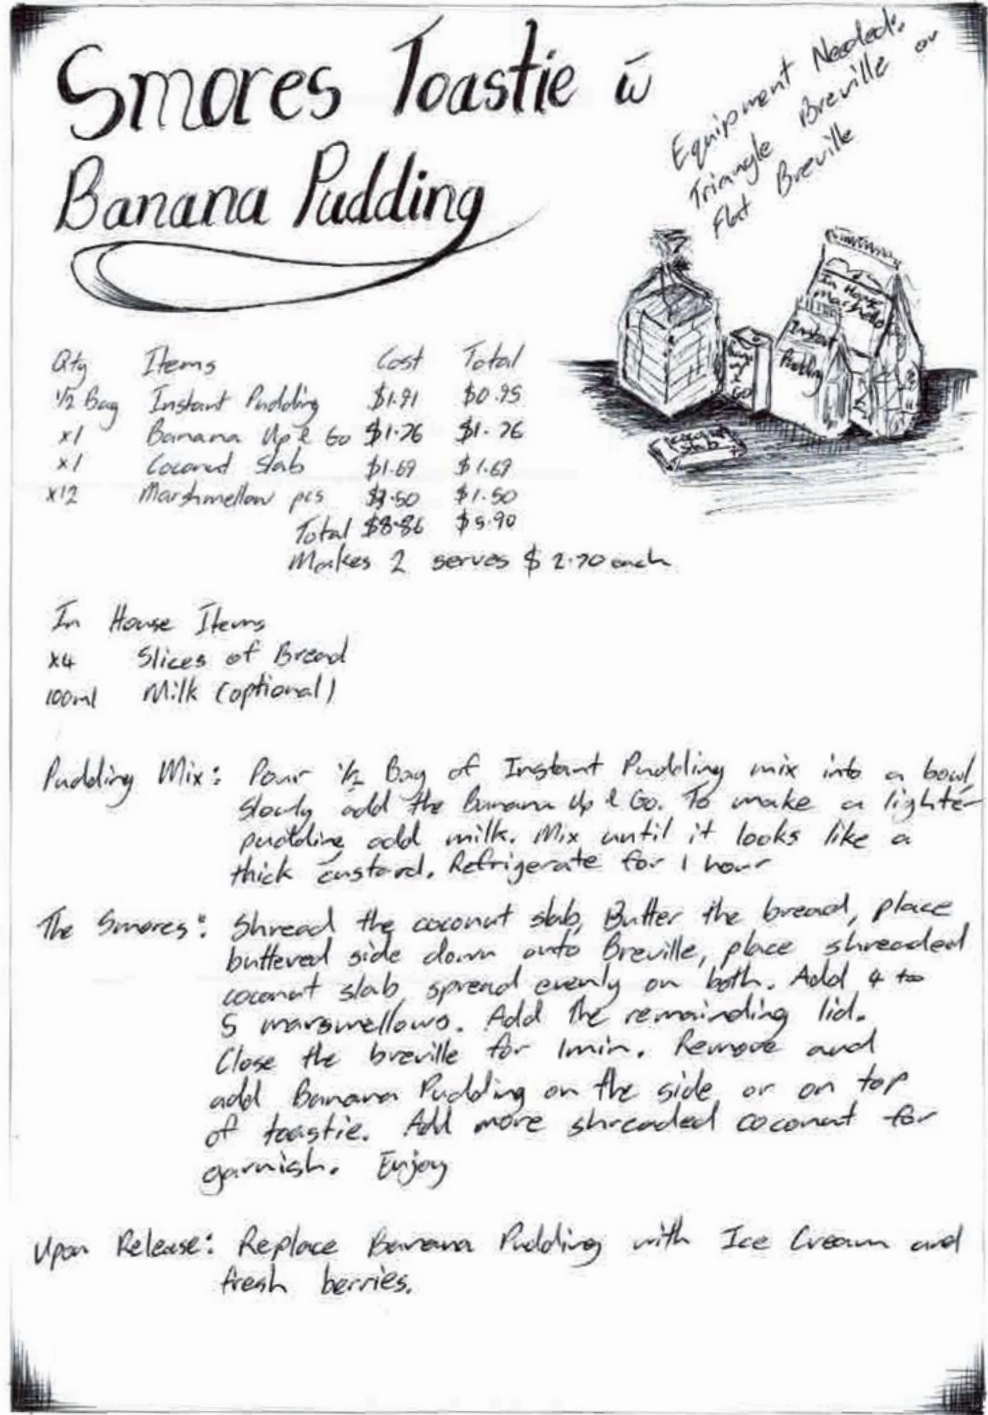 Smores Toastie w̄
Banana Pudding
Equipment Needed:
Triangle Breville or
Flat Breville
In House
Marshello
Instant
Pudding
coconut
slab
Qty Items Cost Total
1/2 Bag Instant Pudding $1.91 $0.95
x1 Banana Up & Go $1.76 $1.76
x1 Coconut Slab $1.69 $1.69
x12 Marshmellow pcs $3.50 $1.50
Total $8.86 $5.90
Makes 2 serves $2.70 each
In House Items
x4 Slices of Bread
100ml Milk (optional)
Pudding Mix: Pour 1/2 Bag of Instant Pudding mix into a bowl,
slowly add the Banana Up & Go. To make a lighter
pudding add milk. Mix until it looks like a
thick custard. Refrigerate for 1 hour
The Smores: Shread the coconut slab, Butter the bread, place
buttered side down onto Breville, place shreaded
coconut slab spread evenly on both. Add 4 to
5 marsmellows. Add the remainding lid.
Close the breville for 1min. Remove and
add Banana Pudding on the side or on top
of toastie. Add more shreaded coconut for
garnish. Enjoy
Upon Release: Replace Banana Pudding with Ice Cream and
fresh berries.